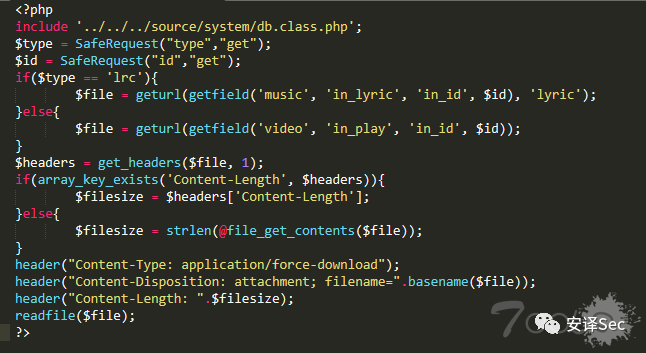 <?php
include '../../../source/system/db.class.php';
$type = SafeRequest("type","get");
$id = SafeRequest("id","get");
if($type == 'lrc'){
        $file = geturl(getfield('music', 'in_lyric', 'in_id', $id), 'lyric');
}else{
        $file = geturl(getfield('video', 'in_play', 'in_id', $id));
}
$headers = get_headers($file, 1);
if(array_key_exists('Content-Length', $headers)){
        $filesize = $headers['Content-Length'];
}else{
        $filesize = strlen(@file_get_contents($file));
}
header("Content-Type: application/force-download");
header("Content-Disposition: attachment; filename=".basename($file));
header("Content-Length: ".$filesize);
readfile($file);
?>
安译Sec